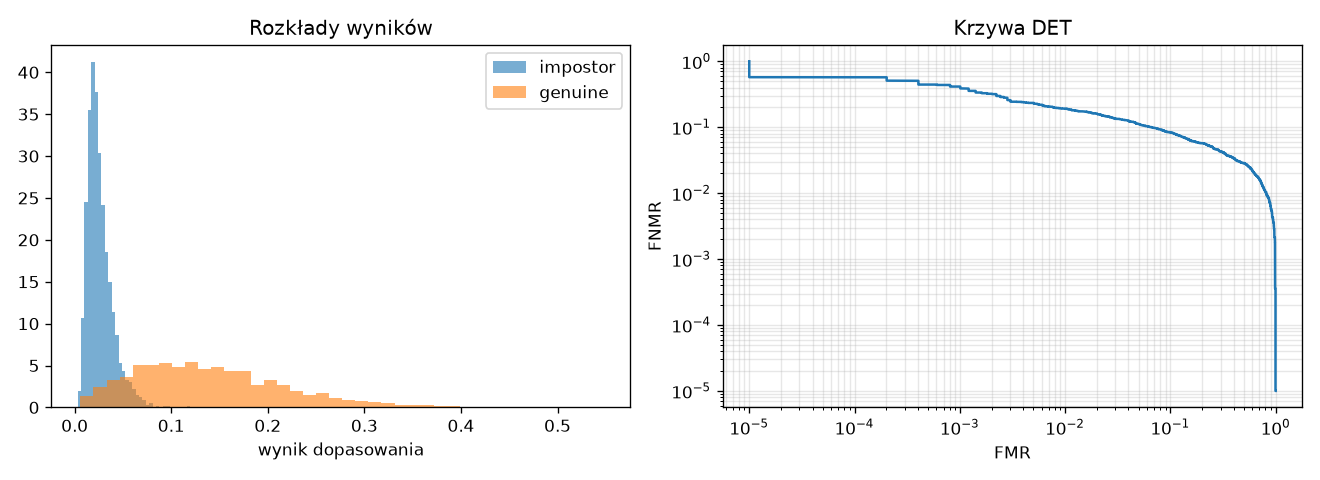 Rozkłady wyników
40
35
30
25
20
15
10
5
0
impostor
genuine
0.0 0.1 0.2 0.3 0.4 0.5
wynik dopasowania
Krzywa DET
FNMR
10⁰
10⁻¹
10⁻²
10⁻³
10⁻⁴
10⁻⁵
10⁻⁵ 10⁻⁴ 10⁻³ 10⁻² 10⁻¹ 10⁰
FMR